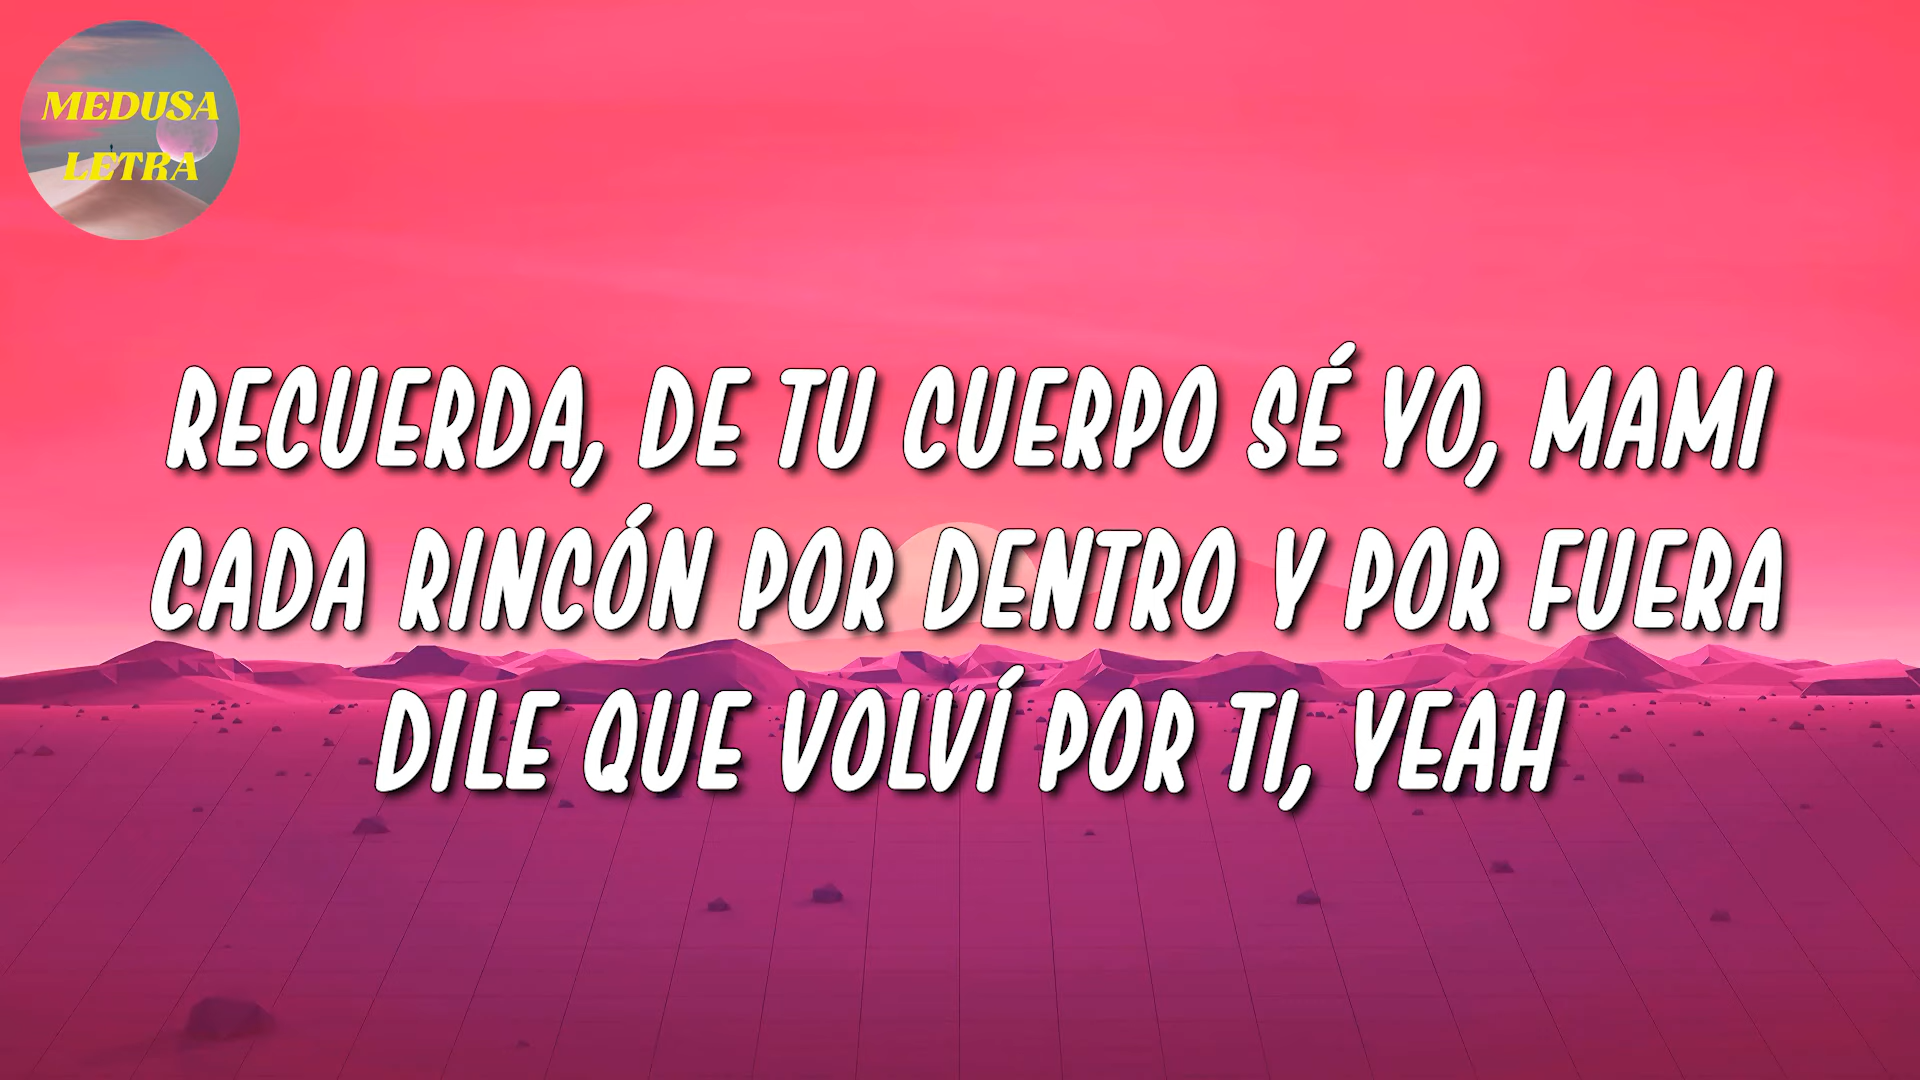 MEDUSA
LETRA
RECUERDA, DE TU CUERPO SÉ YO, MAMI
CADA RINCÓN POR DENTRO Y POR FUERA
DILE QUE VOLVÍ POR TI, YEAH